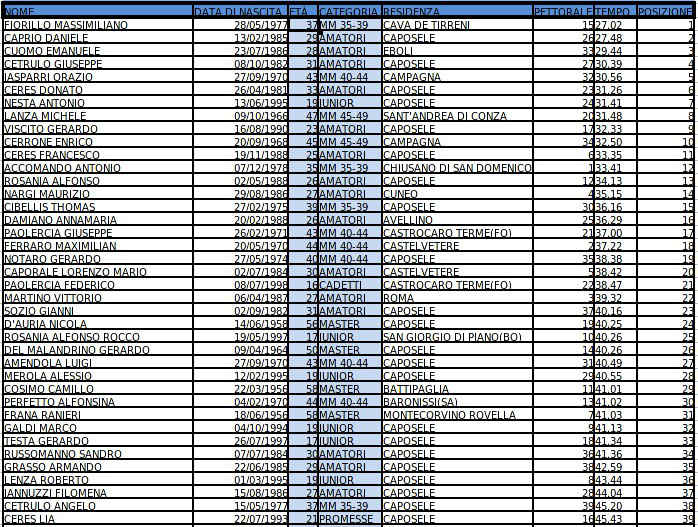 NOME DATA DI NASCITA ETÀ CATEGORIA RESIDENZA PETTORALE TEMPO POSIZIONE
FIORILLO MASSIMILIANO 28/05/1977 37 MM 35-39 CAVA DE TIRRENI 15 27.02 1
CAPRIO DANIELE 13/02/1985 29 AMATORI CAPOSELE 26 27.48 2
CUOMO EMANUELE 23/07/1986 28 AMATORI EBOLI 33 29.44 3
CETRULO GIUSEPPE 08/10/1982 31 AMATORI CAPOSELE 27 30.39 4
IASPARRI ORAZIO 27/09/1970 43 MM 40-44 CAMPAGNA 32 30.56 5
CERES DONATO 26/04/1981 33 AMATORI CAPOSELE 23 31.26 6
NESTA ANTONIO 13/06/1995 19 JUNIOR CAPOSELE 24 31.41 7
LANZA MICHELE 09/10/1966 47 MM 45-49 SANT'ANDREA DI CONZA 20 31.48 8
VISCITO GERARDO 16/08/1990 23 AMATORI CAPOSELE 17 32.33
CERRONE ENRICO 20/09/1968 45 MM 45-49 CAMPAGNA 34 32.50 10
CERES FRANCESCO 19/11/1988 25 AMATORI CAPOSELE 6 33.35 11
ACCOMANDO ANTONIO 07/12/1978 35 MM 35-39 CHIUSANO DI SAN DOMENICO 1 33.41 12
ROSANIA ALFONSO 02/05/1988 26 AMATORI CAPOSELE 12 34.13 13
NARGI MAURIZIO 29/08/1986 27 AMATORI CUNEO 4 35.15 14
CIBELLIS THOMAS 27/02/1975 39 MM 35-39 CAPOSELE 30 36.16 15
DAMIANO ANNAMARIA 20/02/1988 26 AMATORI AVELLINO 25 36.29 16
PAOLERCIA GIUSEPPE 26/02/1971 43 MM 40-44 CASTROCARO TERME(FO) 21 37.00 17
FERRARO MAXIMILIAN 20/05/1970 44 MM 40-44 CASTELVETERE 2 37.22 18
NOTARO GERARDO 27/05/1974 40 MM 40-44 CAPOSELE 35 38.38 19
CAPORALE LORENZO MARIO 02/07/1984 30 AMATORI CASTELVETERE 5 38.42 20
PAOLERCIA FEDERICO 08/07/1998 16 CADETTI CASTROCARO TERME(FO) 22 38.47 21
MARTINO VITTORIO 06/04/1987 27 AMATORI ROMA 3 39.32 22
SOZIO GIANNI 02/09/1982 31 AMATORI CAPOSELE 37 40.16 23
D'AURIA NICOLA 14/06/1958 56 MASTER CAPOSELE 19 40.25 24
ROSANIA ALFONSO ROCCO 19/05/1997 17 JUNIOR SAN GIORGIO DI PIANO(BO) 10 40.26 25
DEL MALANDRINO GERARDO 09/04/1964 50 MASTER CAPOSELE 14 40.26 26
AMENDOLA LUIGI 27/09/1970 43 MM 40-44 CAPOSELE 31 40.49 27
MEROLA ALESSIO 12/02/1995 19 JUNIOR CAPOSELE 29 40.55 28
COSIMO CAMILLO 22/03/1956 58 MASTER BATTIPAGLIA 11 41.01 29
PERFETTO ALFONSINA 04/02/1970 44 MM 40-44 BARONISSI(SA) 13 41.02 30
FRANA RANIERI 18/06/1956 58 MASTER MONTECORVINO ROVELLA 7 41.03 31
GALDI MARCO 04/10/1994 19 JUNIOR CAPOSELE 9 41.13 32
TESTA GERARDO 26/07/1997 17 JUNIOR CAPOSELE 18 41.34 33
RUSSOMANNO SANDRO 07/07/1984 30 AMATORI CAPOSELE 36 41.36 34
GRASSO ARMANDO 22/06/1985 29 AMATORI CAPOSELE 38 42.59 35
LENZA ROBERTO 01/03/1995 19 JUNIOR CAPOSELE 8 43.44 36
IANNUZZI FILOMENA 15/08/1986 27 AMATORI CAPOSELE 28 44.04 37
CETRULO ANGELO 15/05/1977 37 MM 35-39 CAPOSELE 39 45.20 38
CERES LIA 22/07/1993 21 PROMESSE CAPOSELE 16 45.43 39